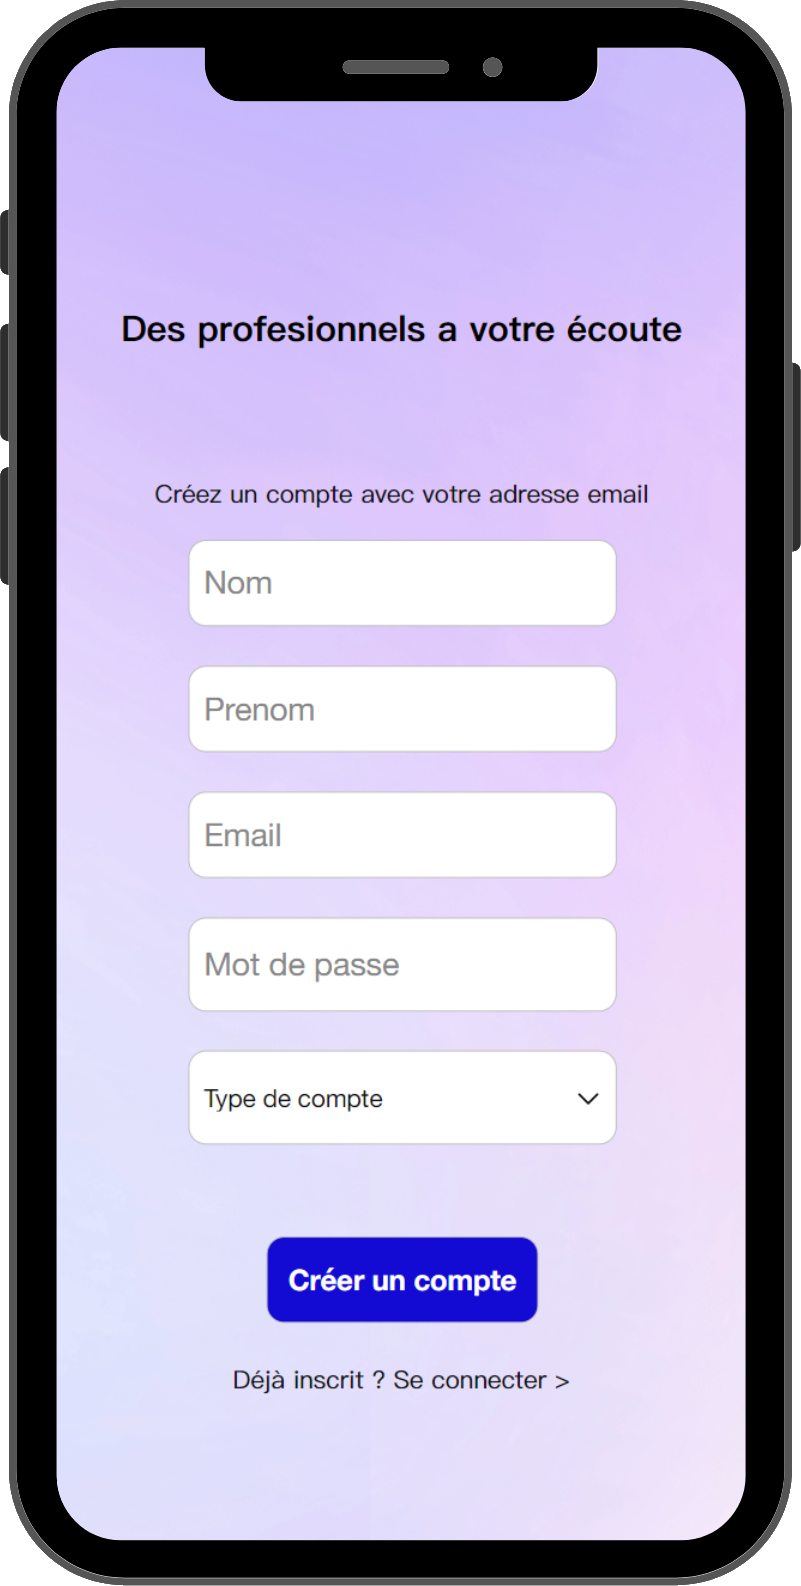 Des profesionnels a votre écoute
Créez un compte avec votre adresse email
Nom
Prenom
Email
Mot de passe
Type de compte
Créer un compte
Déjà inscrit ? Se connecter >